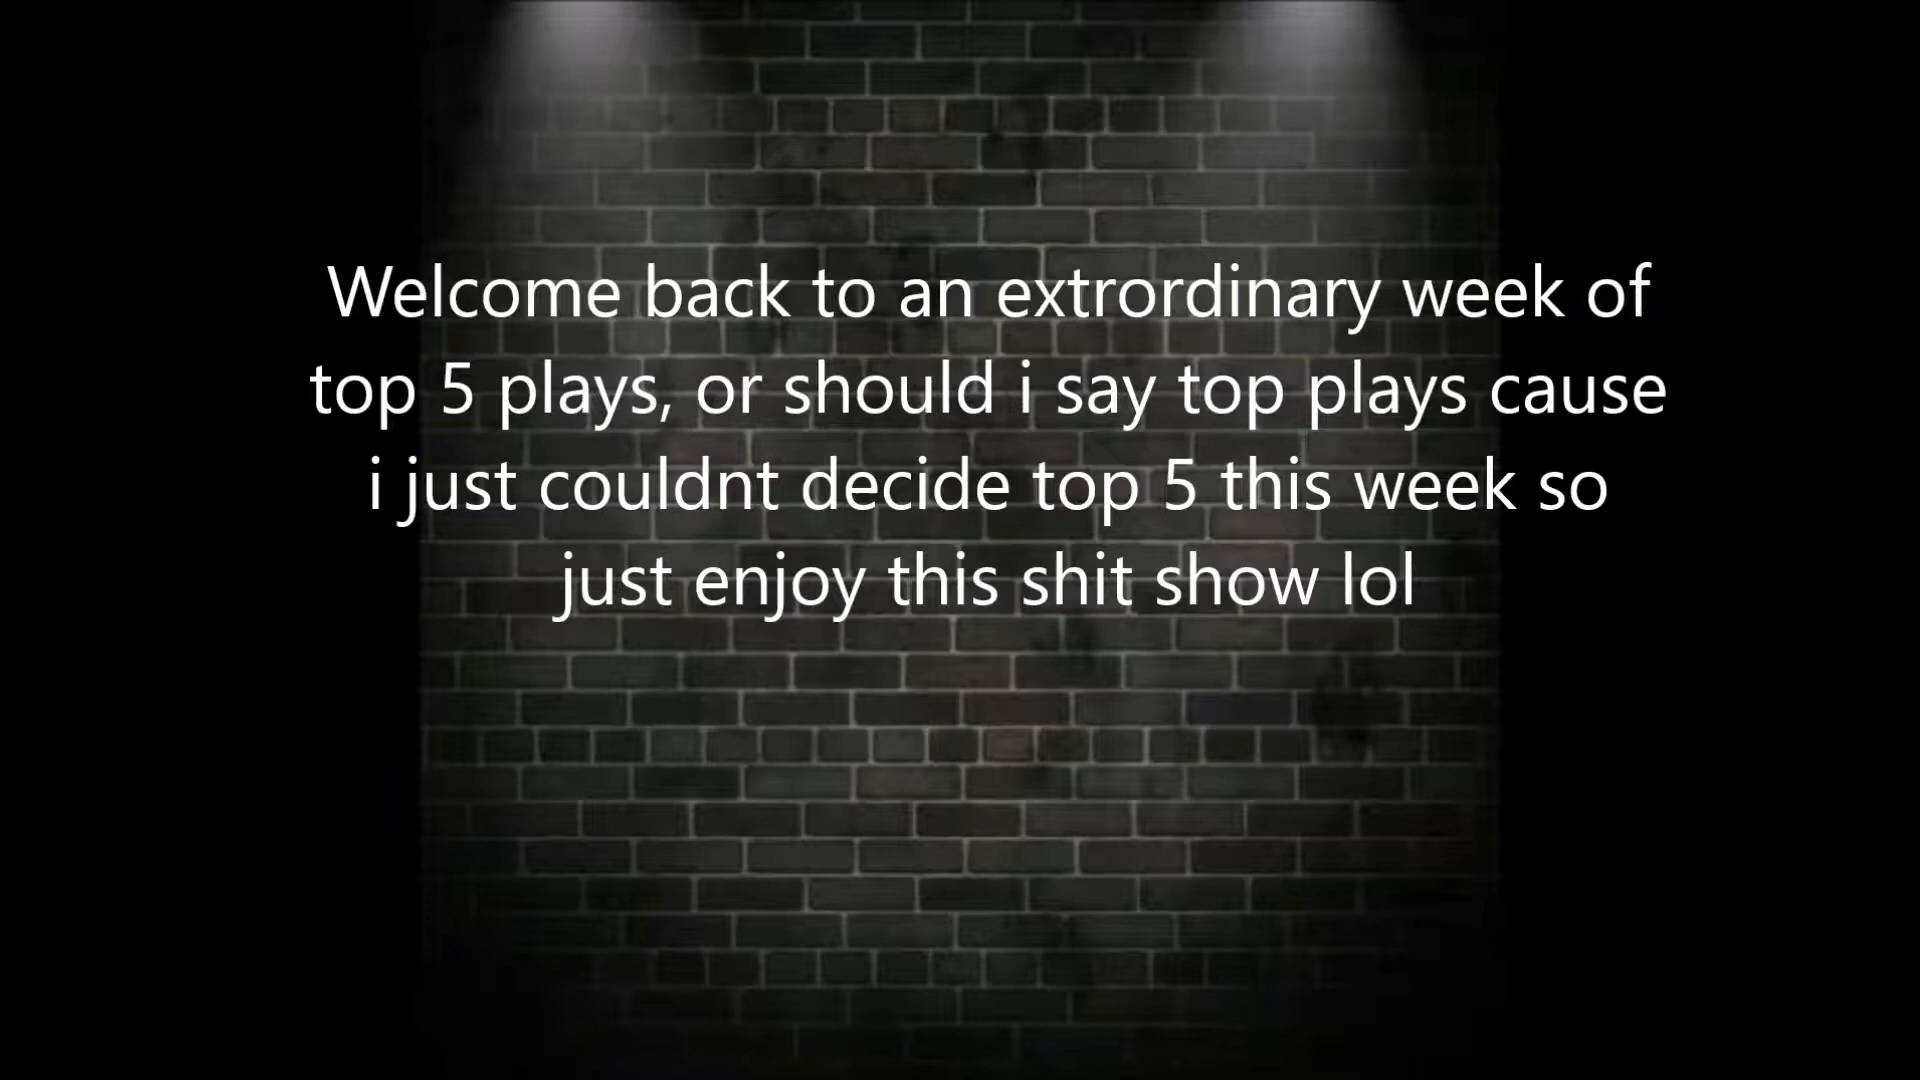 Welcome back to an extrordinary week of
top 5 plays, or should i say top plays cause
i just couldnt decide top 5 this week so
just enjoy this shit show lol